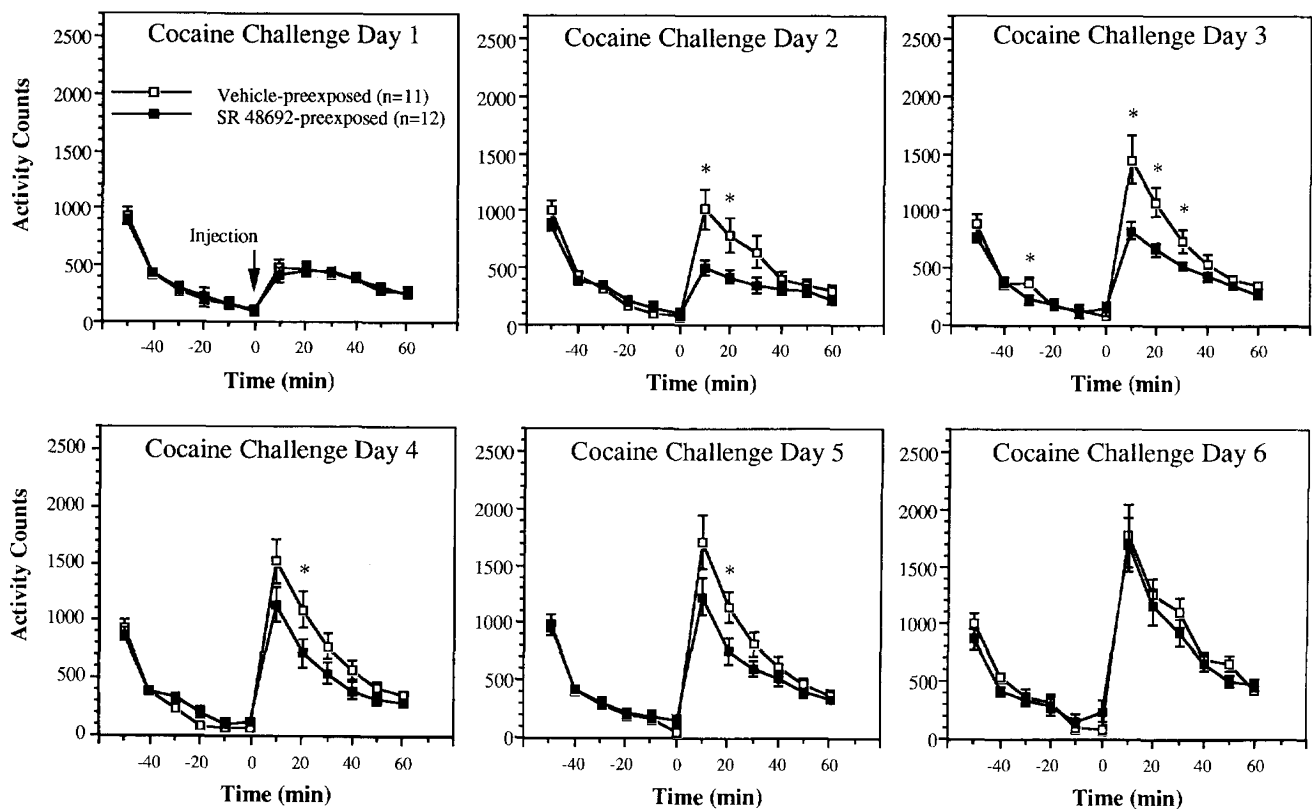 Cocaine Challenge Day 1
Vehicle-preexposed (n=11)
SR 48692-preexposed (n=12)
Injection
Activity Counts
2500
2000
1500
1000
500
0
-40 -20 0 20 40 60
Time (min)
Cocaine Challenge Day 2
2500
2000
1500
1000
500
0
* *
-40 -20 0 20 40 60
Time (min)
Cocaine Challenge Day 3
2500
2000
1500
1000
500
0
* * * *
-40 -20 0 20 40 60
Time (min)
Cocaine Challenge Day 4
Activity Counts
2500
2000
1500
1000
500
0
*
-40 -20 0 20 40 60
Time (min)
Cocaine Challenge Day 5
2500
2000
1500
1000
500
0
*
-40 -20 0 20 40 60
Time (min)
Cocaine Challenge Day 6
2500
2000
1500
1000
500
0
-40 -20 0 20 40 60
Time (min)